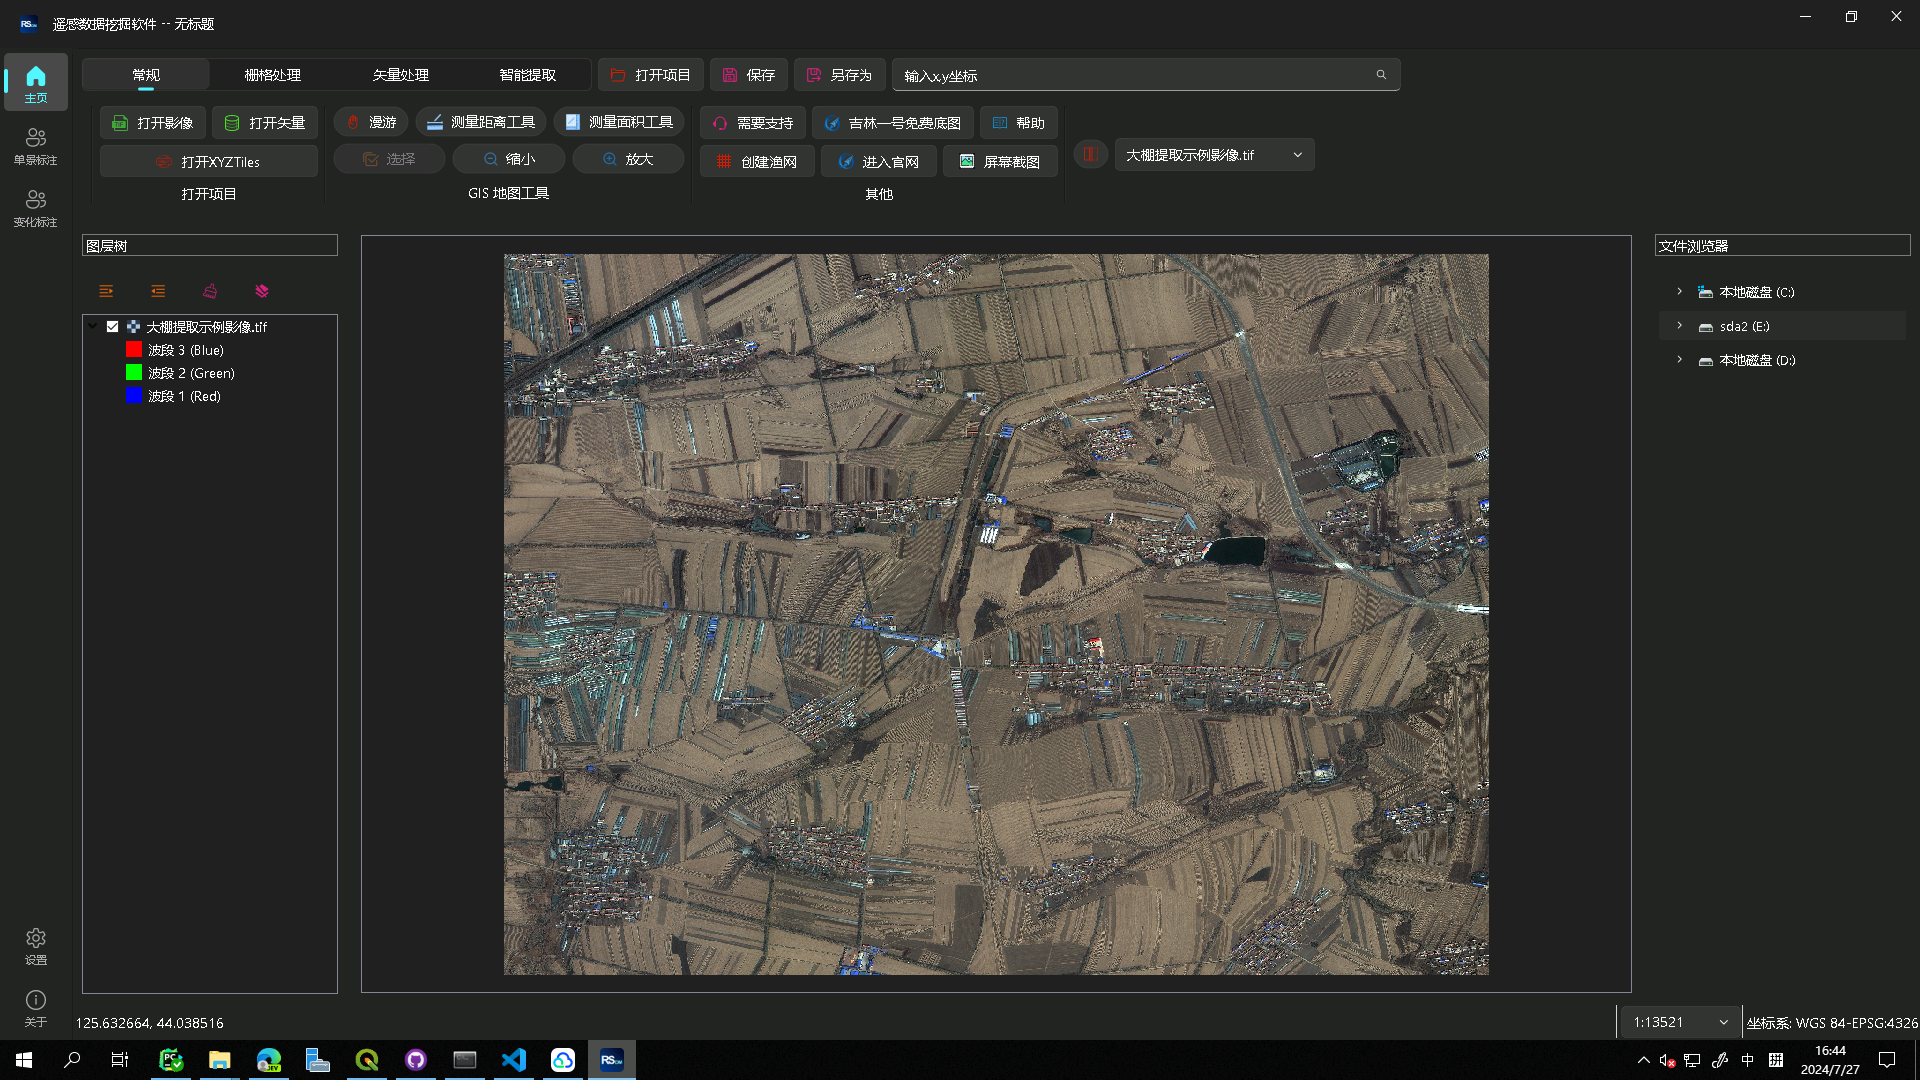 遥感数据挖掘软件 -- 无标题
主页
单景标注
变化标注
设置
关于
常规 栅格处理 矢量处理 智能提取 打开项目 保存 另存为 输入x,y坐标
打开影像 打开矢量
打开XYZTiles
打开项目
漫游 测量距离工具 测量面积工具
选择 缩小 放大
GIS 地图工具
需要支持 吉林一号免费底图 帮助
创建渔网 进入官网 屏幕截图
其他
大棚提取示例影像.tif
图层树
大棚提取示例影像.tif
波段 3 (Blue)
波段 2 (Green)
波段 1 (Red)
文件浏览器
本地磁盘 (C:)
sda2 (E:)
本地磁盘 (D:)
125.632664, 44.038516
1:13521
坐标系: WGS 84-EPSG:4326
中 拼
16:44
2024/7/27